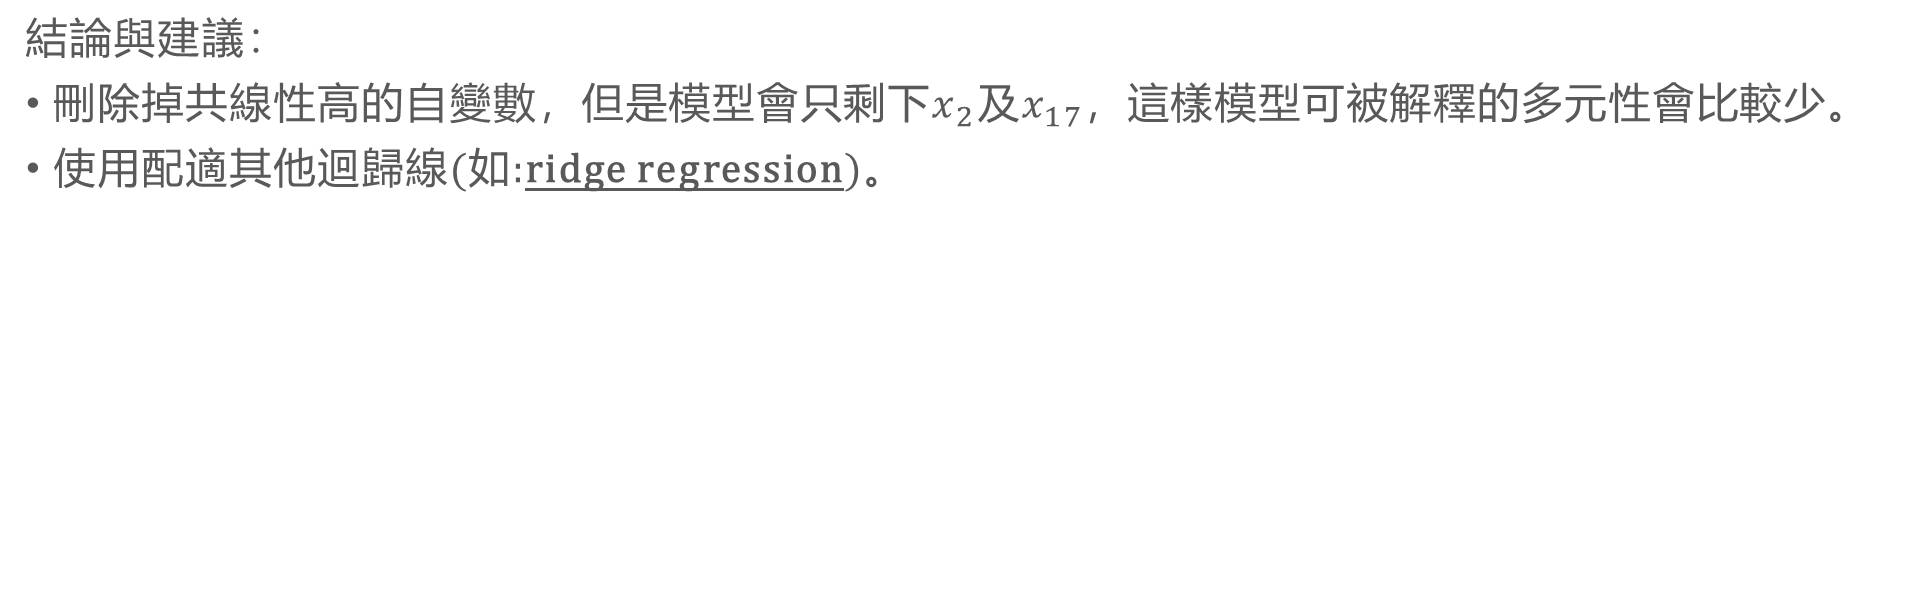 結論與建議：
• 刪除掉共線性高的自變數，但是模型會只剩下x₂及x₁₇，這樣模型可被解釋的多元性會比較少。
• 使用配適其他迴歸線(如:ridge regression)。